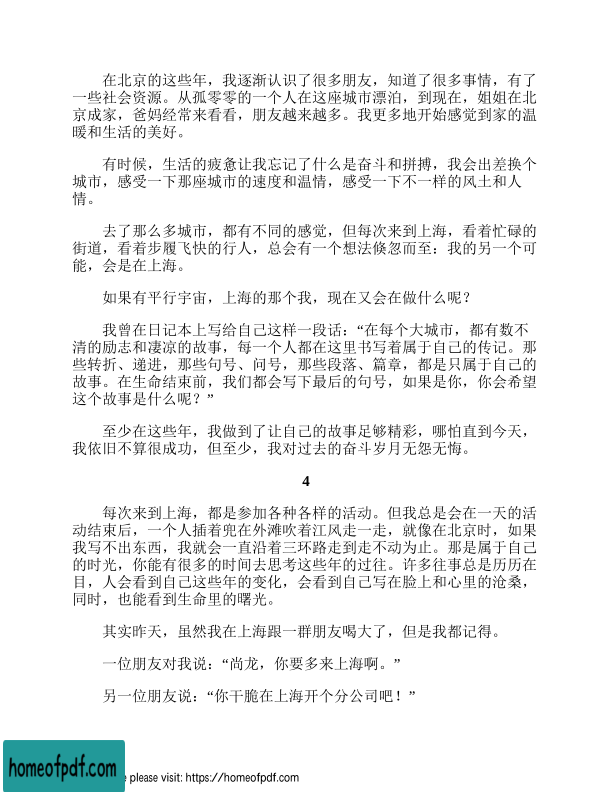 在北京的这些年，我逐渐认识了很多朋友，知道了很多事情，有了
一些社会资源。从孤零零的一个人在这座城市漂泊，到现在，姐姐在北
京成家，爸妈经常来看看，朋友越来越多。我更多地开始感觉到家的温
暖和生活的美好。
有时候，生活的疲惫让我忘记了什么是奋斗和拼搏，我会出差换个
城市，感受一下那座城市的速度和温情，感受一下不一样的风土和人
情。
去了那么多城市，都有不同的感觉，但每次来到上海，看着忙碌的
街道，看着步履飞快的行人，总会有一个想法倏忽而至：我的另一个可
能，会是在上海。
如果有平行宇宙，上海的那个我，现在又会在做什么呢？
我曾在日记本上写给自己这样一段话：“在每个大城市，都有数不
清的励志和凄凉的故事，每一个人都在这里书写着属于自己的传记。那
些转折、递进，那些句号、问号，那些段落、篇章，都是只属于自己的
故事。在生命结束前，我们都会写下最后的句号，如果是你，你会希望
这个故事是什么呢？”
至少在这些年，我做到了让自己的故事足够精彩，哪怕直到今天，
我依旧不算很成功，但至少，我对过去的奋斗岁月无怨无悔。
4
每次来到上海，都是参加各种各样的活动。但我总是会在一天的活
动结束后，一个人插着兜在外滩吹着江风走一走，就像在北京时，如果
我写不出东西，我就会一直沿着三环路走到走不动为止。那是属于自己
的时光，你能有很多的时间去思考这些年的过往。许多往事总是历历在
目，人会看到自己这些年的变化，会看到自己写在脸上和心里的沧桑，
同时，也能看到生命里的曙光。
其实昨天，虽然我在上海跟一群朋友喝大了，但是我都记得。
一位朋友对我说：“尚龙，你要多来上海啊。”
另一位朋友说：“你干脆在上海开个分公司吧！”
homeofpdf.com
e please visit: https://homeofpdf.com